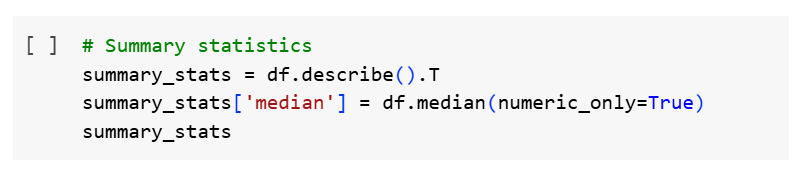 [ ] # Summary statistics
summary_stats = df.describe().T
summary_stats['median'] = df.median(numeric_only=True)
summary_stats